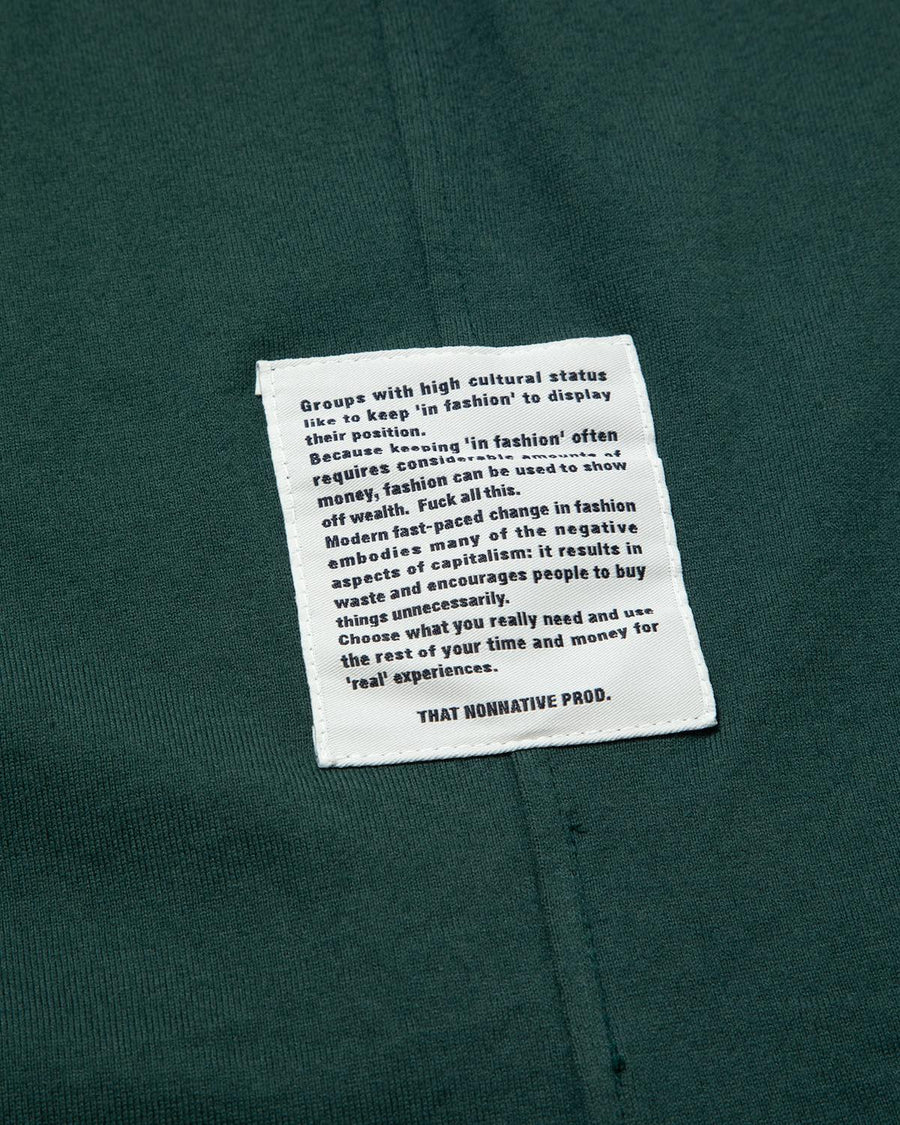 Groups with high cultural status
like to keep 'in fashion' to display
their position.
Because keeping 'in fashion' often
requires considerable amounts of
money, fashion can be used to show
off wealth. Fuck all this.
Modern fast-paced change in fashion
embodies many of the negative
aspects of capitalism: it results in
waste and encourages people to buy
things unnecessarily.
Choose what you really need and use
the rest of your time and money for
'real' experiences.
THAT NONNATIVE PROD.